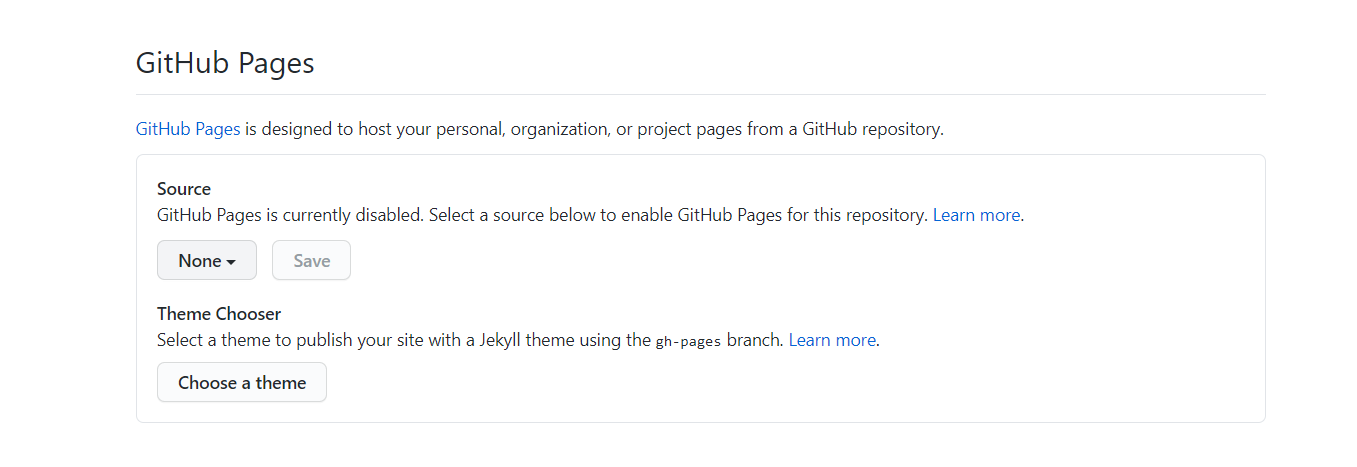 GitHub Pages
GitHub Pages is designed to host your personal, organization, or project pages from a GitHub repository.
Source
GitHub Pages is currently disabled. Select a source below to enable GitHub Pages for this repository. Learn more.
None Save
Theme Chooser
Select a theme to publish your site with a Jekyll theme using the gh-pages branch. Learn more.
Choose a theme